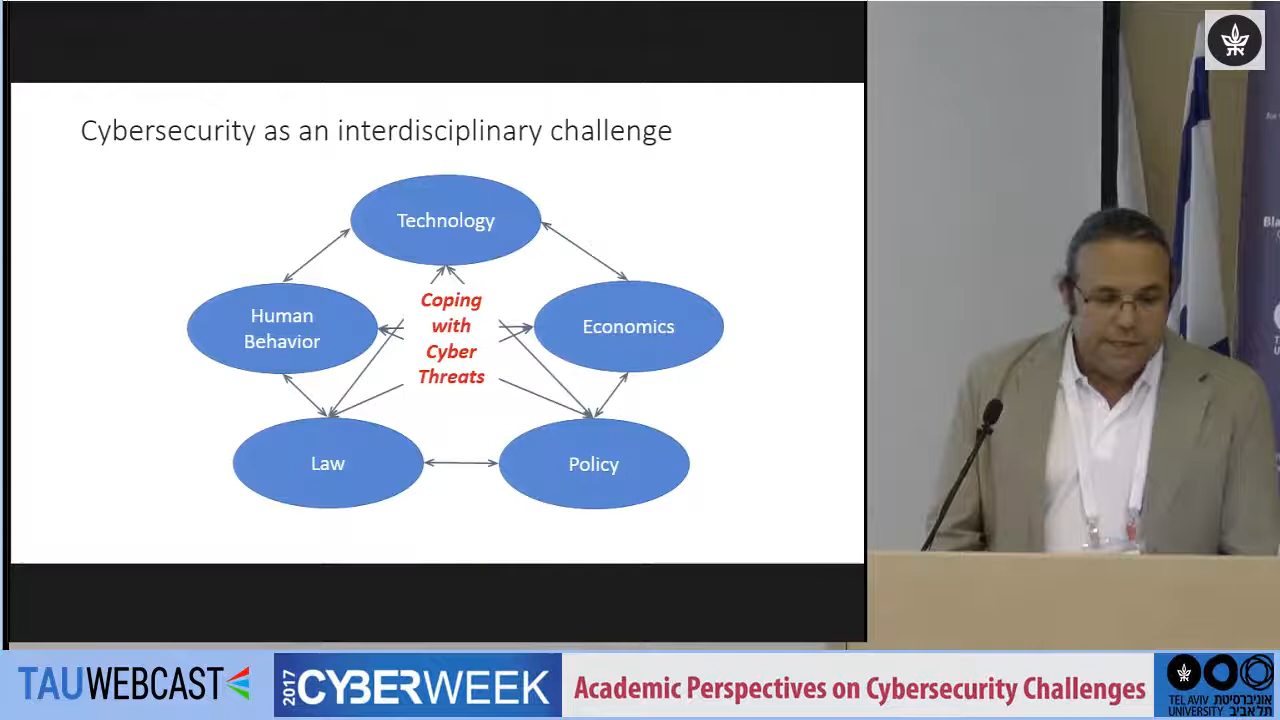 Cybersecurity as an interdisciplinary challenge
Technology
Human
Behavior
Coping
with
Cyber
Threats
Economics
Law
Policy
TAUWEBCAST
2017
CYBERWEEK
Academic Perspectives on Cybersecurity Challenges
TEL AVIV
UNIVERSITY
אוניברסיטת
תל אביב